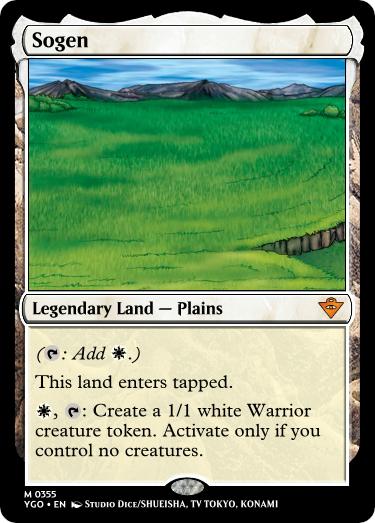 Sogen
Legendary Land — Plains
(: Add .)
This land enters tapped.
, : Create a 1/1 white Warrior
creature token. Activate only if you
control no creatures.
M 0355
YGO • EN Studio Dice/SHUEISHA, TV TOKYO, KONAMI